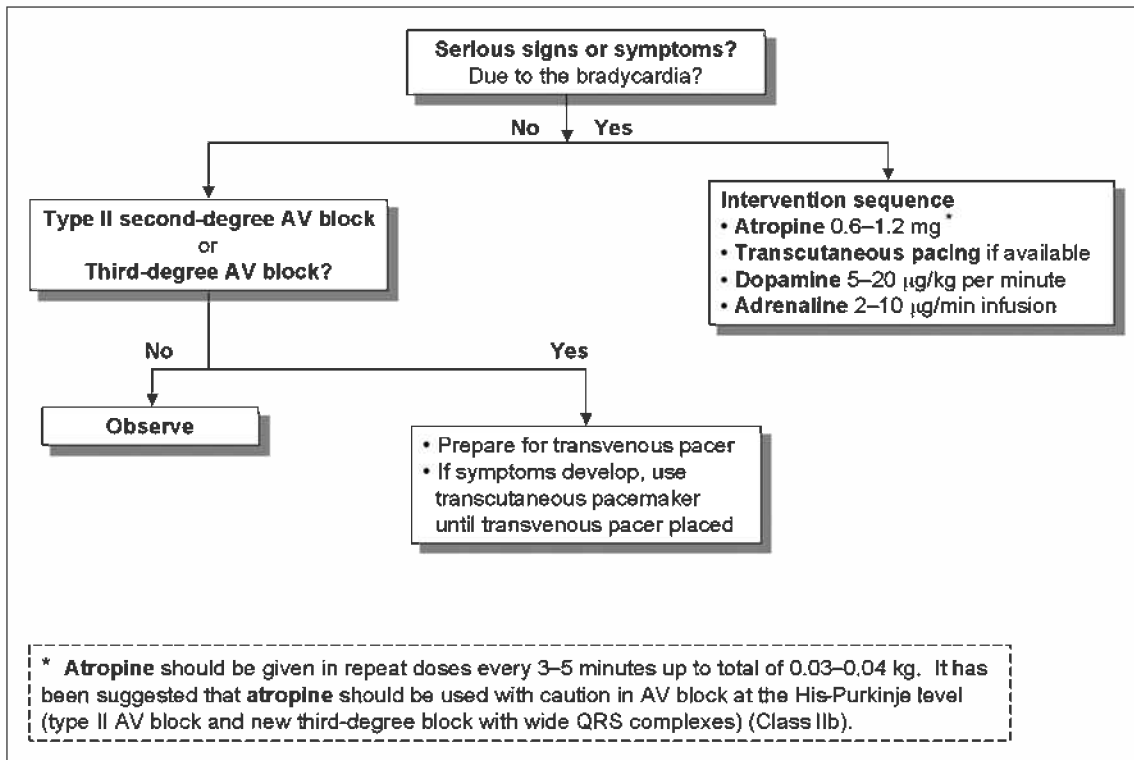 Serious signs or symptoms?
Due to the bradycardia?
No Yes
Type II second-degree AV block
or
Third-degree AV block?
Intervention sequence
• Atropine 0.6–1.2 mg *
• Transcutaneous pacing if available
• Dopamine 5–20 μg/kg per minute
• Adrenaline 2–10 μg/min infusion
No Yes
Observe
• Prepare for transvenous pacer
• If symptoms develop, use
transcutaneous pacemaker
until transvenous pacer placed
* Atropine should be given in repeat doses every 3–5 minutes up to total of 0.03–0.04 kg. It has
been suggested that atropine should be used with caution in AV block at the His-Purkinje level
(type II AV block and new third-degree block with wide QRS complexes) (Class IIb).